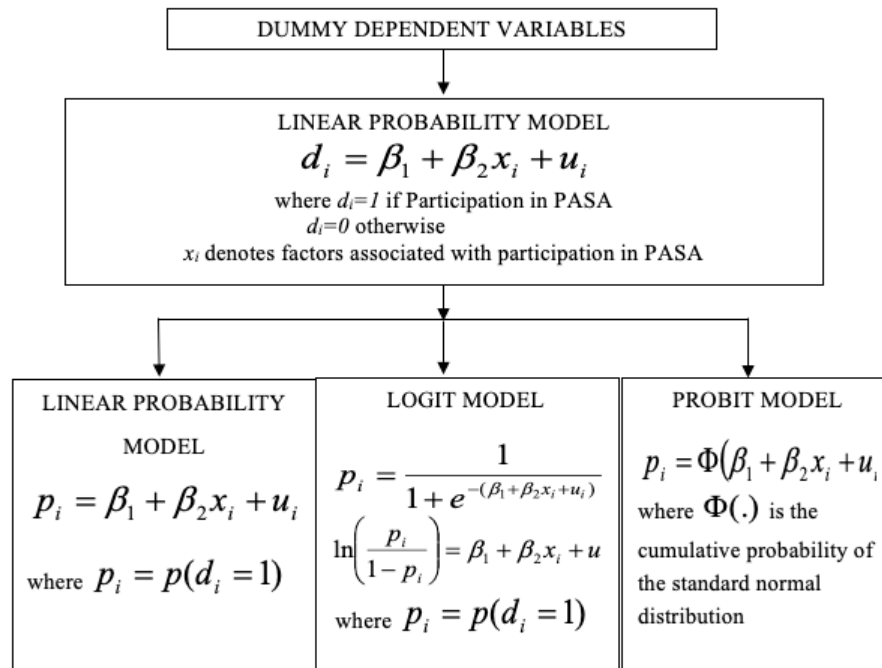 DUMMY DEPENDENT VARIABLES
LINEAR PROBABILITY MODEL
d_i = β_1 + β_2 x_i + u_i
where d_i=1 if Participation in PASA
d_i=0 otherwise
x_i denotes factors associated with participation in PASA
LINEAR PROBABILITY
MODEL
p_i = β_1 + β_2 x_i + u_i
where p_i = p(d_i = 1)
LOGIT MODEL
p_i = 1 / (1 + e^{-(β_1 + β_2 x_i + u_i)})
ln(p_i / (1 - p_i)) = β_1 + β_2 x_i + u
where p_i = p(d_i = 1)
PROBIT MODEL
p_i = Φ(β_1 + β_2 x_i + u_i
where Φ(.) is the
cumulative probability of
the standard normal
distribution